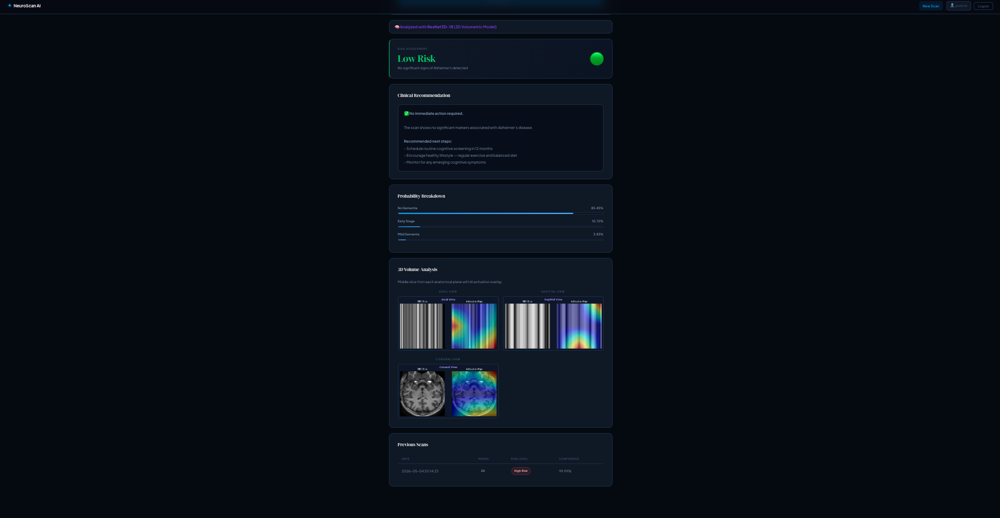 NeuroScan AI
New Scan
gadarak
Logout
🧠Analyzed with ResNet3D-18 (3D Volumetric Model)
RISK ASSESSMENT
Low Risk
No significant signs of Alzheimer's detected
Clinical Recommendation
✅No immediate action required.
The scan shows no significant markers associated with Alzheimer's disease.
Recommended next steps:
- Schedule routine cognitive screening in 12 months
- Encourage healthy lifestyle — regular exercise and balanced diet
- Monitor for any emerging cognitive symptoms
Probability Breakdown
No Dementia 85.45%
Early Stage 10.72%
Mild Dementia 3.83%
3D Volume Analysis
Middle slice from each anatomical plane with AI activation overlay
AXIAL VIEW
Axial View
MRI Slice Activation Map
SAGITTAL VIEW
Sagittal View
MRI Slice Activation Map
CORONAL VIEW
Coronal View
MRI Slice Activation Map
Previous Scans
DATE MODEL RISK LEVEL CONFIDENCE
2026-05-04 20:14:23 2D High Risk 99.99%